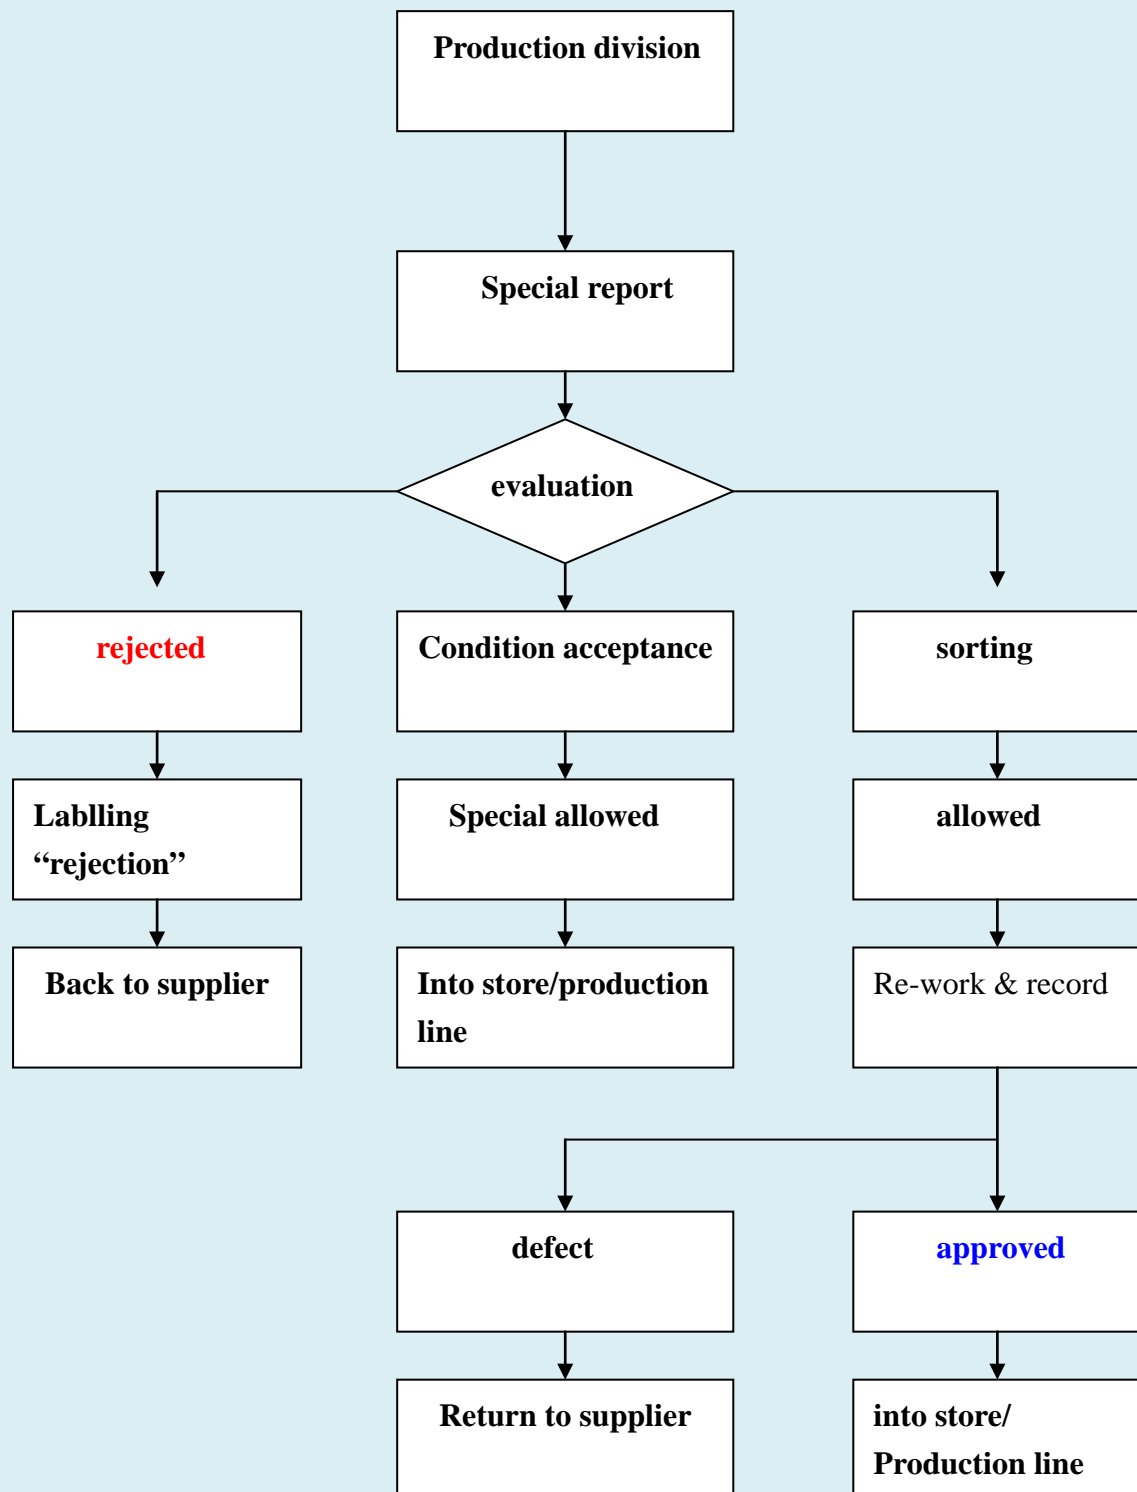 Production division
Special report
evaluation
rejected
Condition acceptance
sorting
Lablling
“rejection”
Special allowed
allowed
Back to supplier
Into store/production
line
Re-work & record
defect
approved
Return to supplier
into store/
Production line